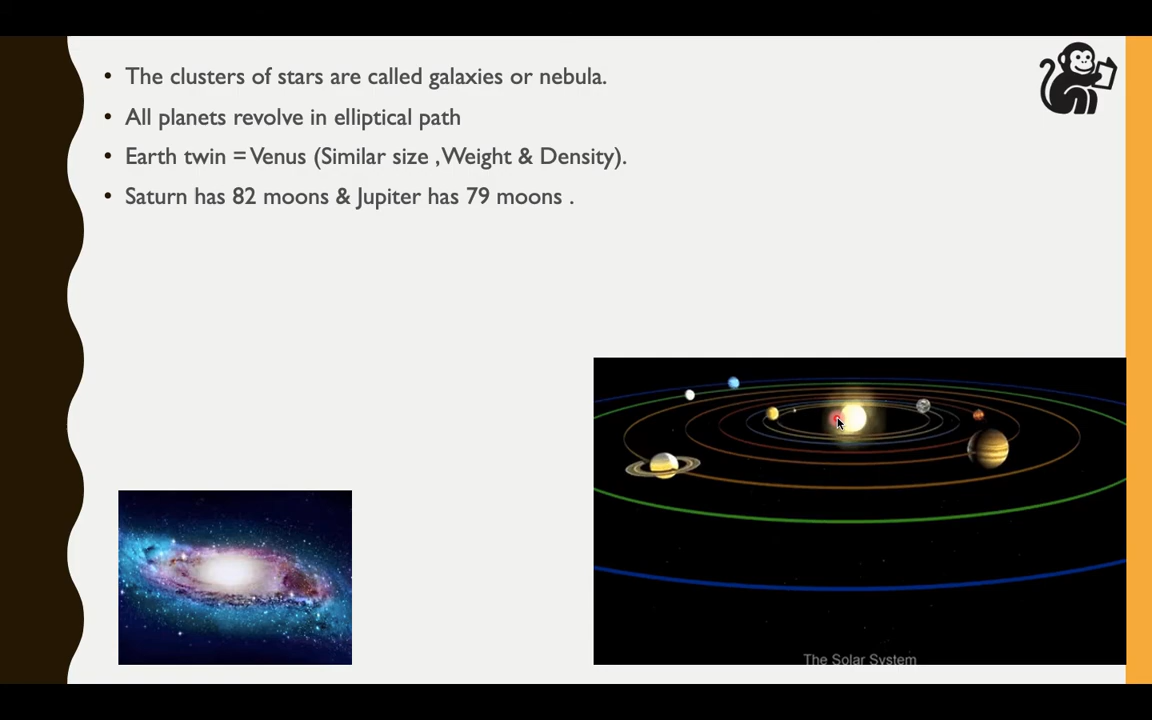 • The clusters of stars are called galaxies or nebula.
• All planets revolve in elliptical path
• Earth twin = Venus (Similar size ,Weight & Density).
• Saturn has 82 moons & Jupiter has 79 moons .
The Solar System